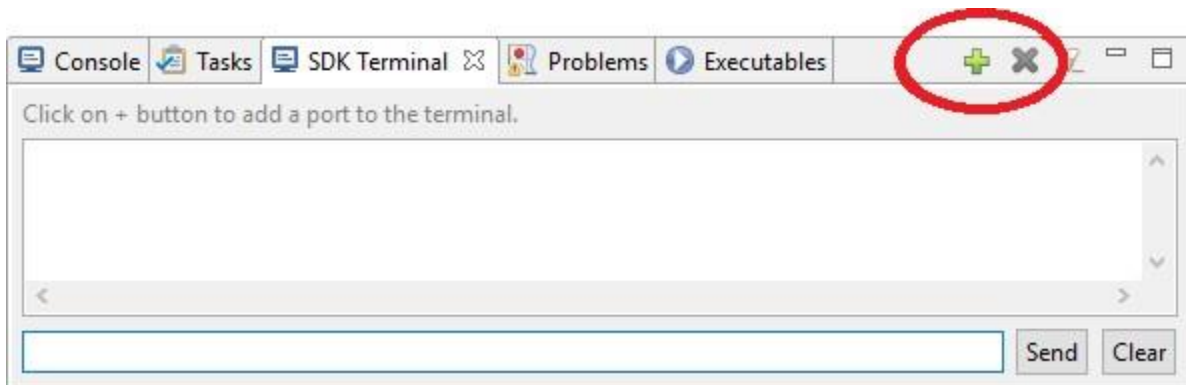 Console Tasks SDK Terminal Problems Executables
Click on + button to add a port to the terminal.
Send Clear